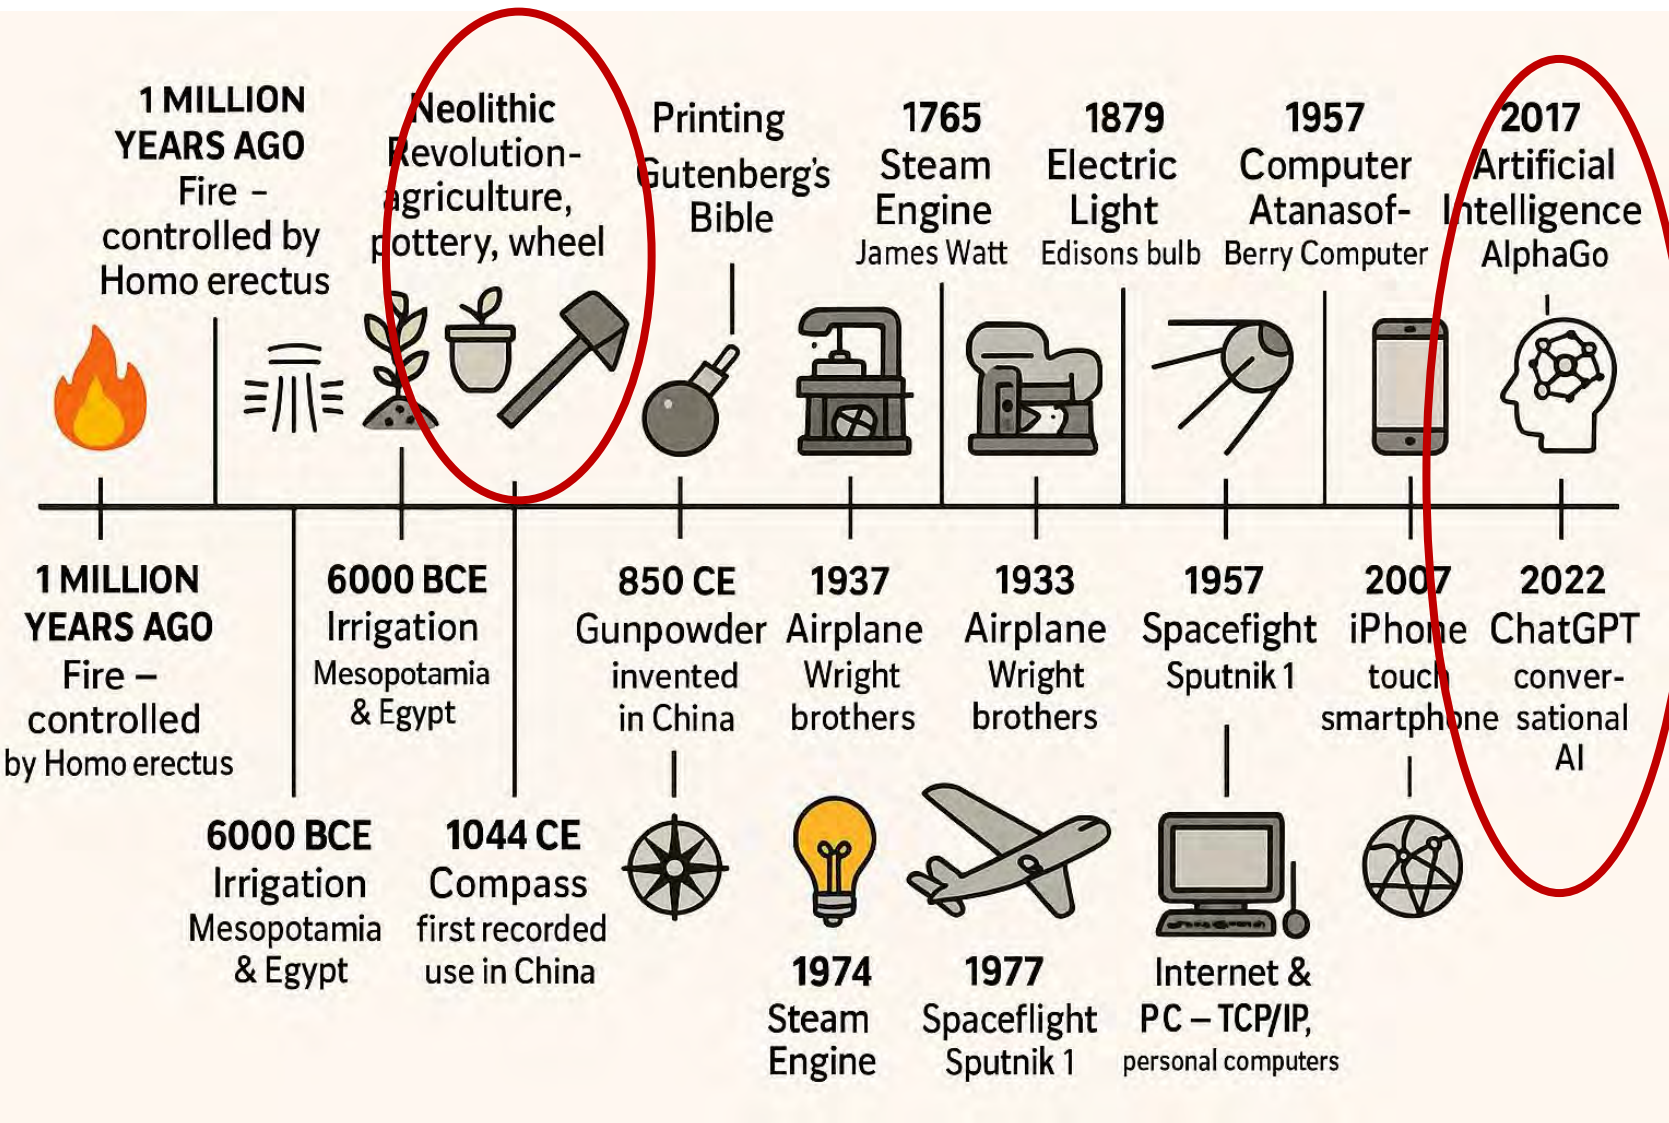 1 MILLION
YEARS AGO
Fire –
controlled by
Homo erectus
Neolithic
Revolution-
agriculture,
pottery, wheel
Printing
Gutenberg's
Bible
1765
Steam
Engine
James Watt
1879
Electric
Light
Edisons bulb
1957
Computer
Atanasof-
Berry Computer
2017
Artificial
Intelligence
AlphaGo
1 MILLION
YEARS AGO
Fire –
controlled
by Homo erectus
6000 BCE
Irrigation
Mesopotamia
& Egypt
850 CE
Gunpowder
invented
in China
1937
Airplane
Wright
brothers
1933
Airplane
Wright
brothers
1957
Spacefight
Sputnik 1
2007
iPhone
touch
smartphone
2022
ChatGPT
conver-
sational
AI
6000 BCE
Irrigation
Mesopotamia
& Egypt
1044 CE
Compass
first recorded
use in China
1974
Steam
Engine
1977
Spaceflight
Sputnik 1
Internet &
PC – TCP/IP,
personal computers